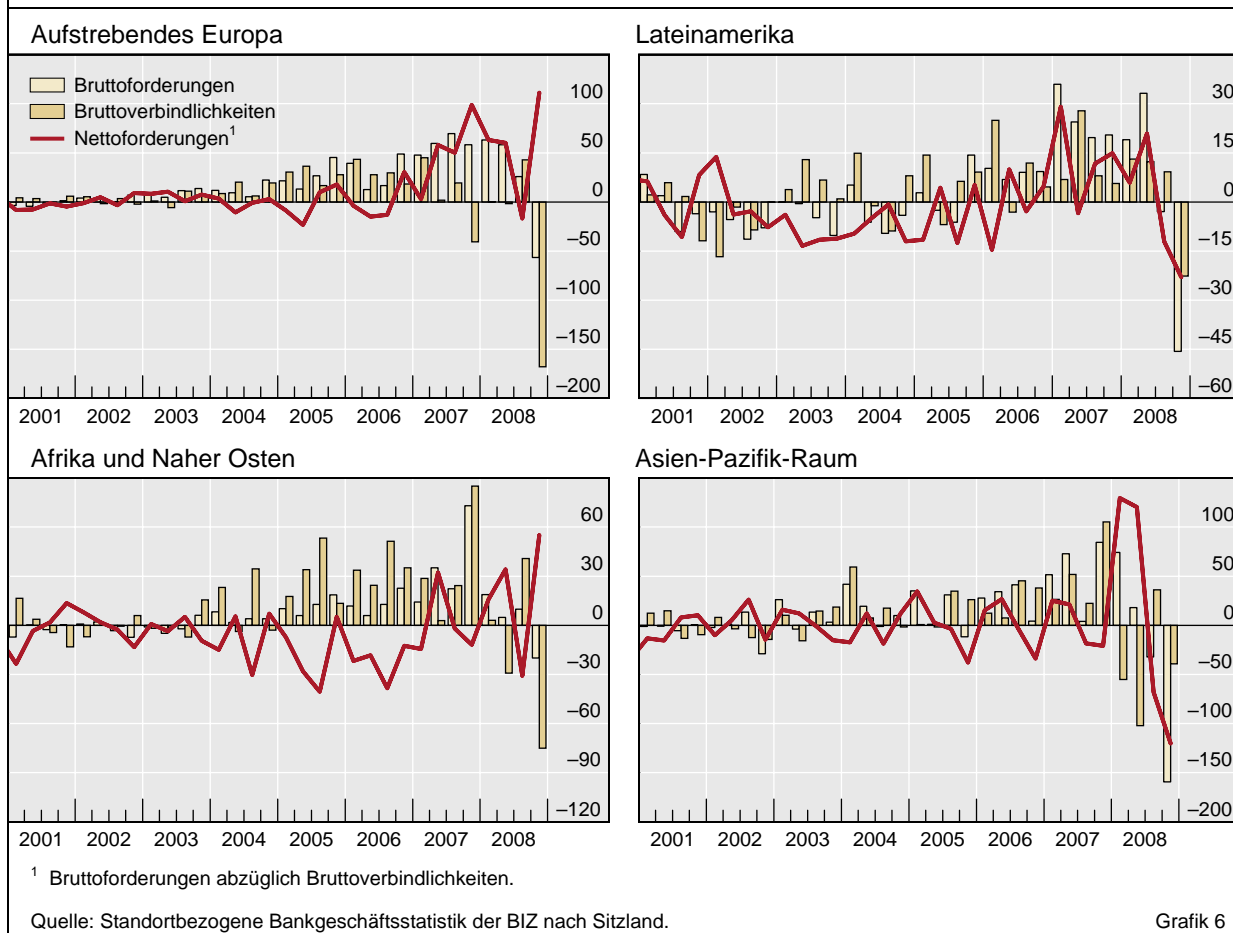 Aufstrebendes Europa
Bruttoforderungen
Bruttoverbindlichkeiten
Nettoforderungen¹
100
50
0
–50
–100
–150
–200
2001 2002 2003 2004 2005 2006 2007 2008
Lateinamerika
30
15
0
–15
–30
–45
–60
2001 2002 2003 2004 2005 2006 2007 2008
Afrika und Naher Osten
60
30
0
–30
–60
–90
–120
2001 2002 2003 2004 2005 2006 2007 2008
Asien-Pazifik-Raum
100
50
0
–50
–100
–150
–200
2001 2002 2003 2004 2005 2006 2007 2008
¹ Bruttoforderungen abzüglich Bruttoverbindlichkeiten.
Quelle: Standortbezogene Bankgeschäftsstatistik der BIZ nach Sitzland. Grafik 6